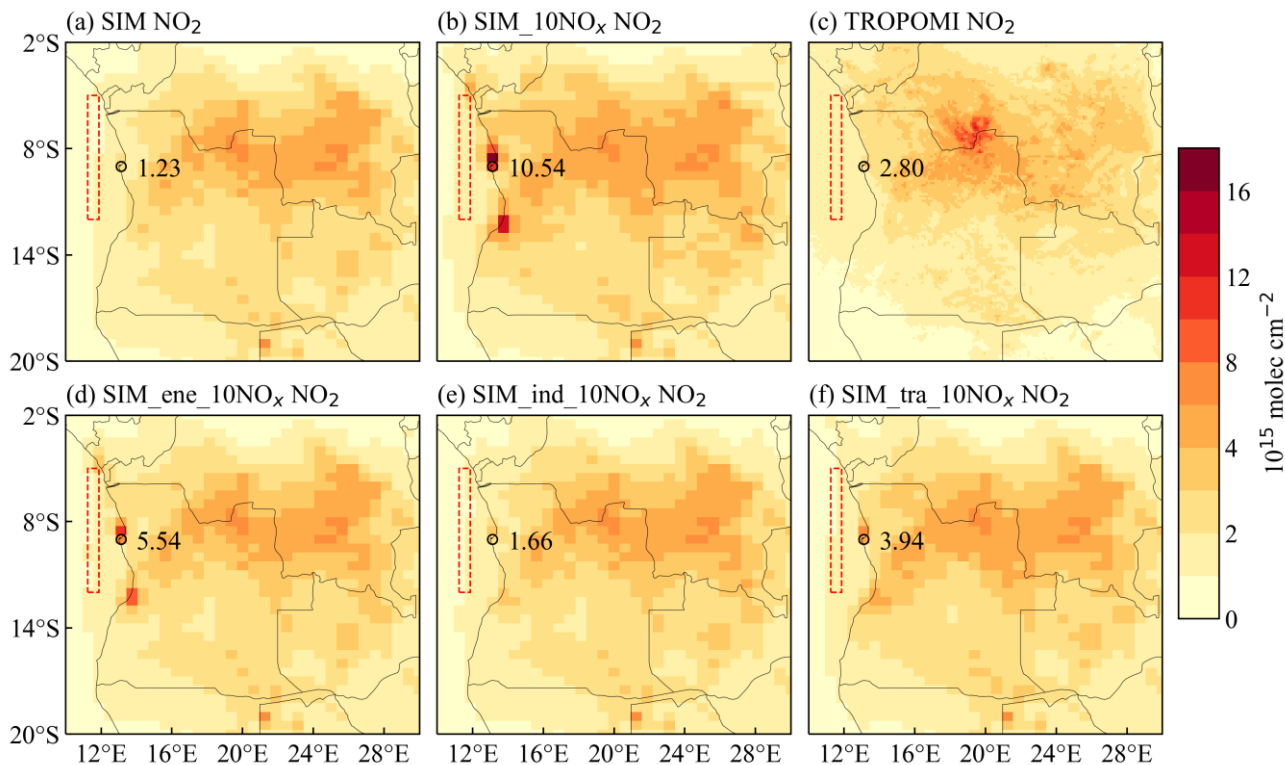 (a) SIM NO₂ (b) SIM_10NOₓ NO₂ (c) TROPOMI NO₂
2°S
8°S
1.23 10.54 2.80
14°S
20°S
(d) SIM_ene_10NOₓ NO₂ (e) SIM_ind_10NOₓ NO₂ (f) SIM_tra_10NOₓ NO₂
2°S
8°S
5.54 1.66 3.94
14°S
20°S
12°E 16°E 20°E 24°E 28°E 12°E 16°E 20°E 24°E 28°E 12°E 16°E 20°E 24°E 28°E
16
12
8
4
2
0
10¹⁵ molec cm⁻²